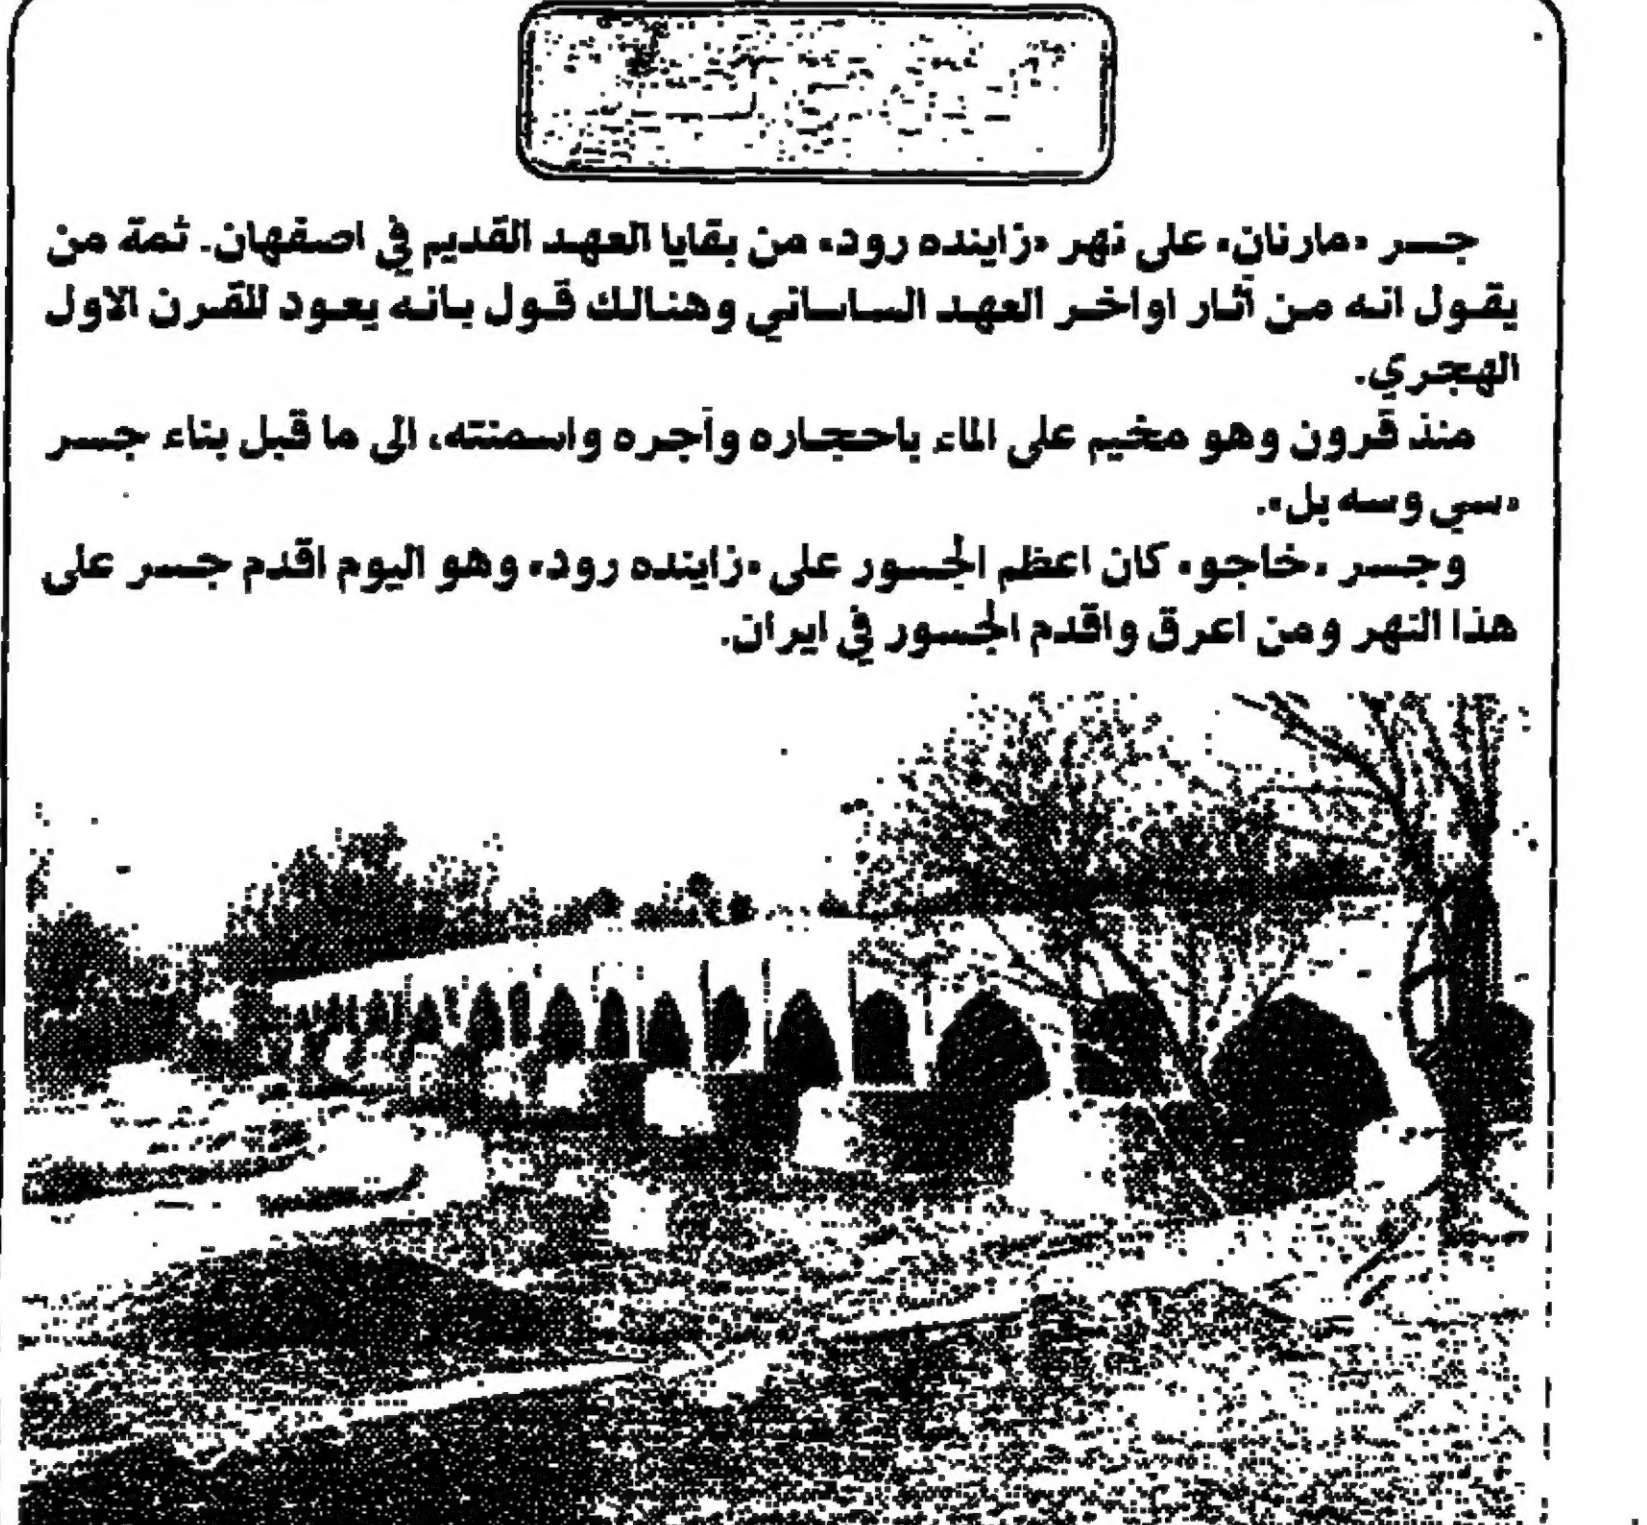 جسر «مارنان» على نهر «زاينده رود» من بقايا العهد القديم في اصفهان. ثمة من
يقول انه من آثار اواخر العهد الساساني وهنالك قول بانه يعود للقرن الاول
الهجري.
منذ قرون وهو مخيم على الماء باحجاره وآجره واسمنته، الى ما قبل بناء جسر
«سي وسه بل».
وجسر «خاجو» كان اعظم الجسور على «زاينده رود» وهو اليوم اقدم جسر على
هذا النهر ومن اعرق واقدم الجسور في ايران.